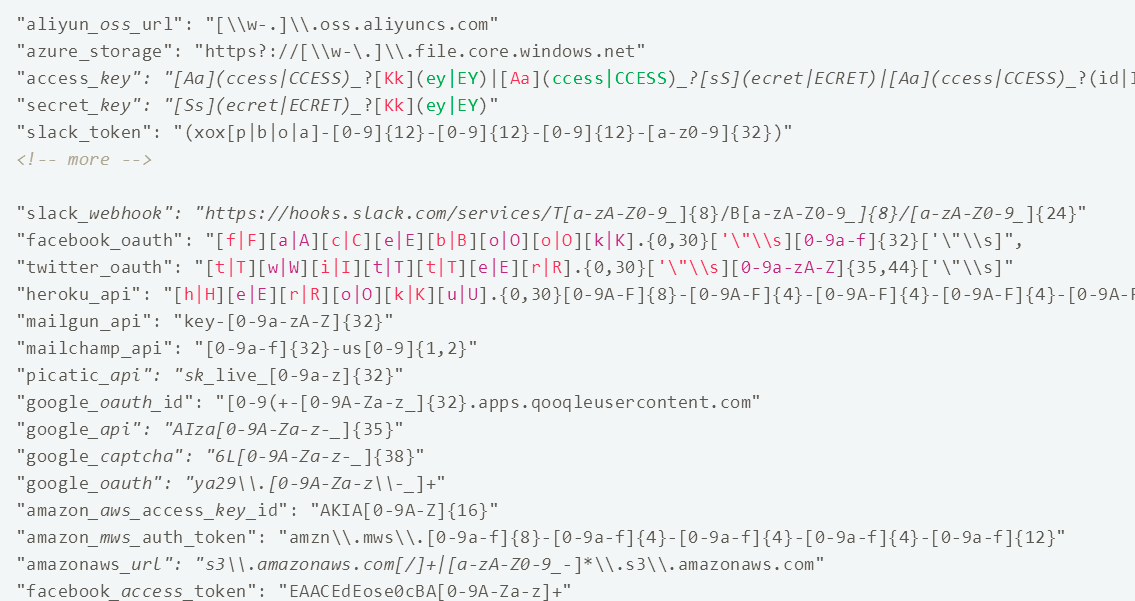 "aliyun_oss_url": "[\\w-.]\\.oss.aliyuncs.com"
"azure_storage": "https?://[\\w-\.]\\.file.core.windows.net"
"access_key": "[Aa](ccess|CCESS)_?[Kk](ey|EY)|[Aa](ccess|CCESS)_?[sS](ecret|ECRET)|[Aa](ccess|CCESS)_?(id|I
"secret_key": "[Ss](ecret|ECRET)_?[Kk](ey|EY)"
"slack_token": "(xox[p|b|o|a]-[0-9]{12}-[0-9]{12}-[0-9]{12}-[a-z0-9]{32})"
<!-- more -->
"slack_webhook": "https://hooks.slack.com/services/T[a-zA-Z0-9_]{8}/B[a-zA-Z0-9_]{8}/[a-zA-Z0-9_]{24}"
"facebook_oauth": "[f|F][a|A][c|C][e|E][b|B][o|O][o|O][k|K].{0,30}['\"\\s][0-9a-f]{32}['\"\\s]",
"twitter_oauth": "[t|T][w|W][i|I][t|T][t|T][e|E][r|R].{0,30}['\"\\s][0-9a-zA-Z]{35,44}['\"\\s]"
"heroku_api": "[h|H][e|E][r|R][o|O][k|K][u|U].{0,30}[0-9A-F]{8}-[0-9A-F]{4}-[0-9A-F]{4}-[0-9A-F]{4}-[0-9A-F
"mailgun_api": "key-[0-9a-zA-Z]{32}"
"mailchamp_api": "[0-9a-f]{32}-us[0-9]{1,2}"
"picatic_api": "sk_live_[0-9a-z]{32}"
"google_oauth_id": "[0-9(+-[0-9A-Za-z_]{32}.apps.qooqleusercontent.com"
"google_api": "AIza[0-9A-Za-z-_]{35}"
"google_captcha": "6L[0-9A-Za-z-_]{38}"
"google_oauth": "ya29\\.[0-9A-Za-z\\-_]+"
"amazon_aws_access_key_id": "AKIA[0-9A-Z]{16}"
"amazon_mws_auth_token": "amzn\\.mws\\.[0-9a-f]{8}-[0-9a-f]{4}-[0-9a-f]{4}-[0-9a-f]{4}-[0-9a-f]{12}"
"amazonaws_url": "s3\\.amazonaws.com[/]+|[a-zA-Z0-9_-]*\\.s3\\.amazonaws.com"
"facebook_access_token": "EAACEdEose0cBA[0-9A-Za-z]+"